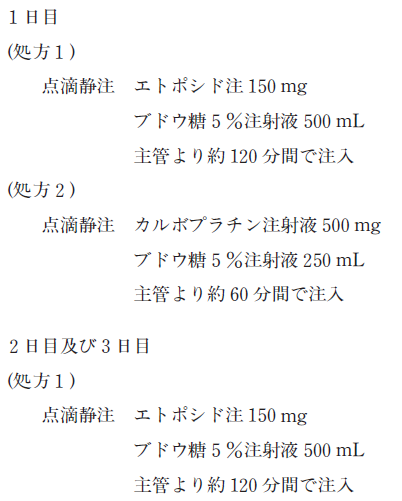 1日目
(処方1)
点滴静注 エトポシド注 150 mg
ブドウ糖5%注射液 500 mL
主管より約 120 分間で注入
(処方2)
点滴静注 カルボプラチン注射液 500 mg
ブドウ糖5%注射液 250 mL
主管より約 60 分間で注入
2日目及び3日目
(処方1)
点滴静注 エトポシド注 150 mg
ブドウ糖5%注射液 500 mL
主管より約 120 分間で注入